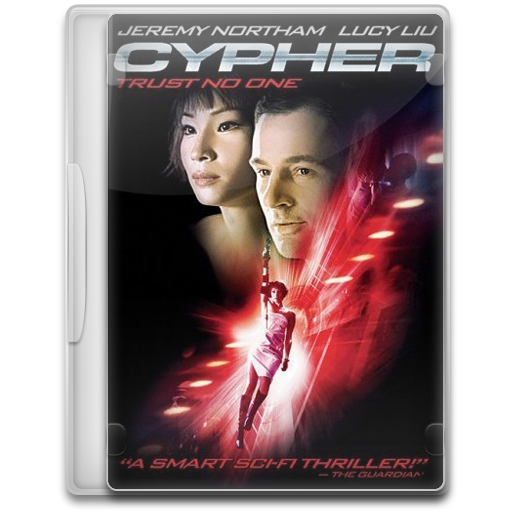 JEREMY NORTHAM LUCY LIU
CYPHER
TRUST NO ONE
"A SMART SCI-FI THRILLER!"
— THE GUARDIAN